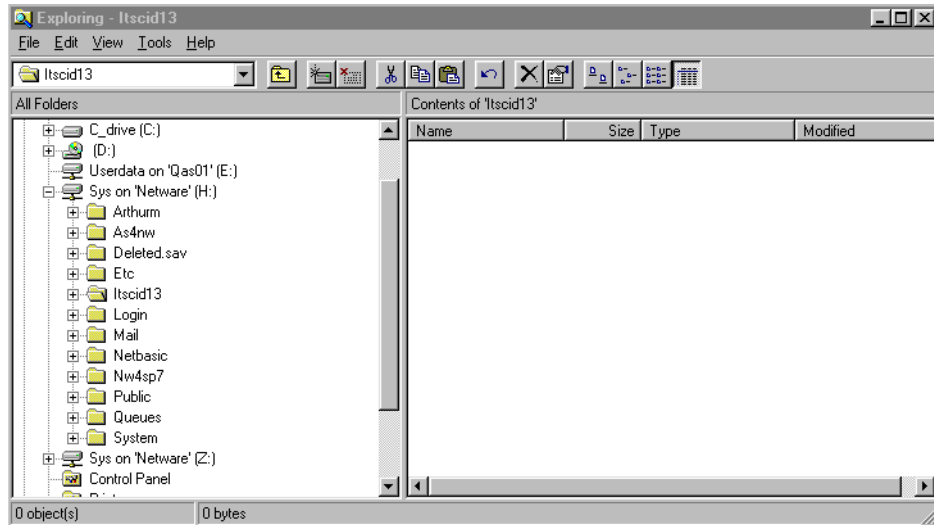 Exploring - Itscid13
File Edit View Tools Help
Itscid13
All Folders
Contents of 'Itscid13'
Name Size Type Modified
C_drive (C:)
(D:)
Userdata on 'Qas01' (E:)
Sys on 'Netware' (H:)
Arthurm
As4nw
Deleted.sav
Etc
Itscid13
Login
Mail
Netbasic
Nw4sp7
Public
Queues
System
Sys on 'Netware' (Z:)
Control Panel
0 object(s) 0 bytes